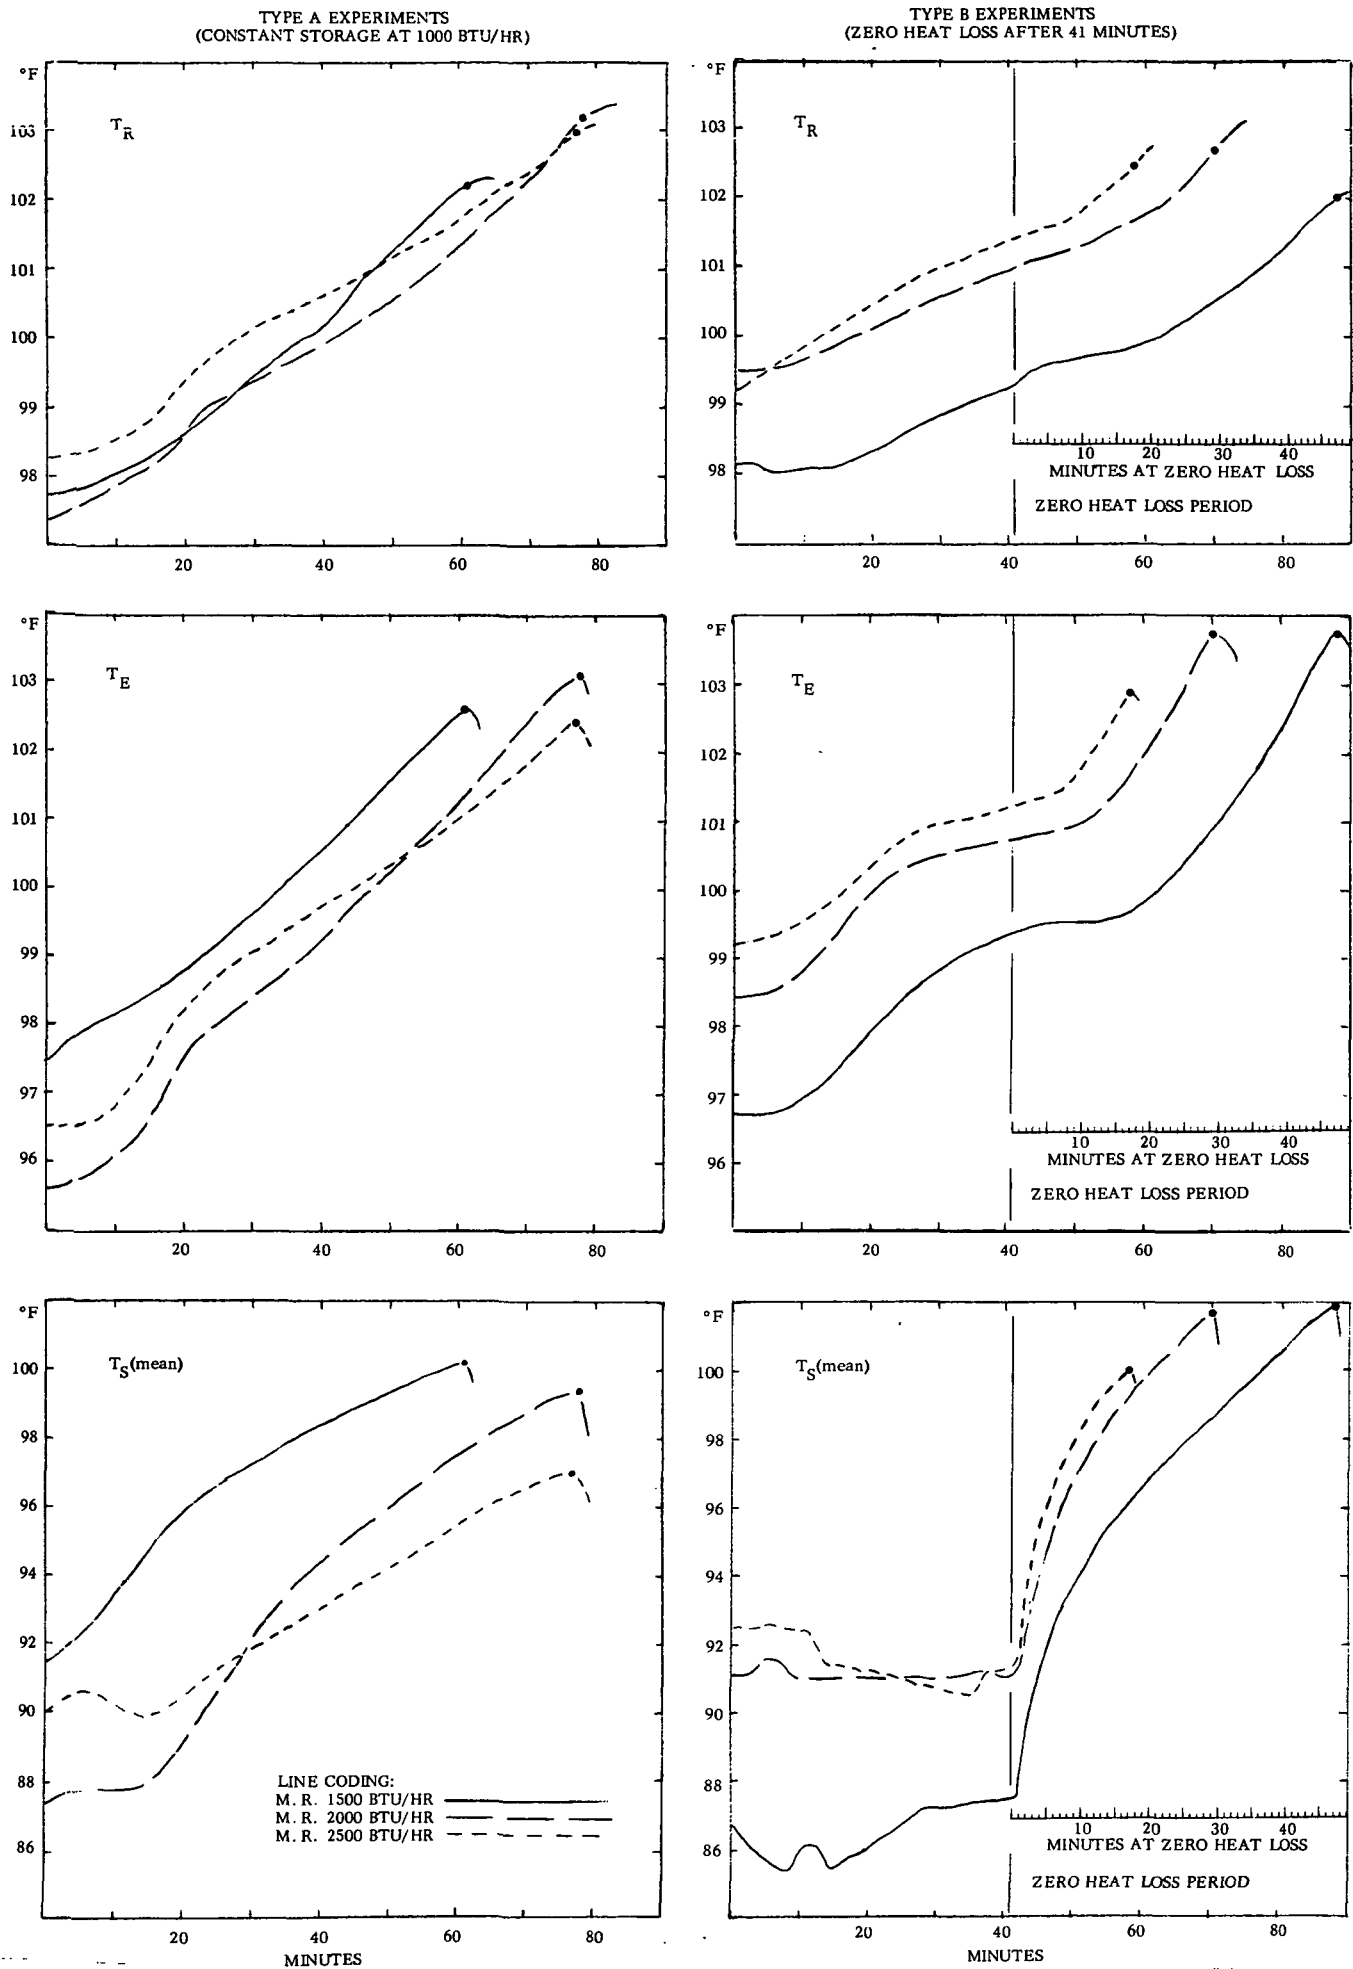 TYPE A EXPERIMENTS
(CONSTANT STORAGE AT 1000 BTU/HR)
TYPE B EXPERIMENTS
(ZERO HEAT LOSS AFTER 41 MINUTES)
°F
T_R
103
102
101
100
99
98
20 40 60 80
°F
T_R
103
102
101
100
99
98
10 20 30 40
MINUTES AT ZERO HEAT LOSS
ZERO HEAT LOSS PERIOD
20 40 60 80
°F
T_E
103
102
101
100
99
98
97
96
20 40 60 80
°F
T_E
103
102
101
100
99
98
97
96
10 20 30 40
MINUTES AT ZERO HEAT LOSS
ZERO HEAT LOSS PERIOD
20 40 60 80
°F
T_S(mean)
100
98
96
94
92
90
88
86
LINE CODING:
M. R. 1500 BTU/HR
M. R. 2000 BTU/HR
M. R. 2500 BTU/HR
20 40 60 80
MINUTES
°F
T_S(mean)
100
98
96
94
92
90
88
86
10 20 30 40
MINUTES AT ZERO HEAT LOSS
ZERO HEAT LOSS PERIOD
20 40 60 80
MINUTES